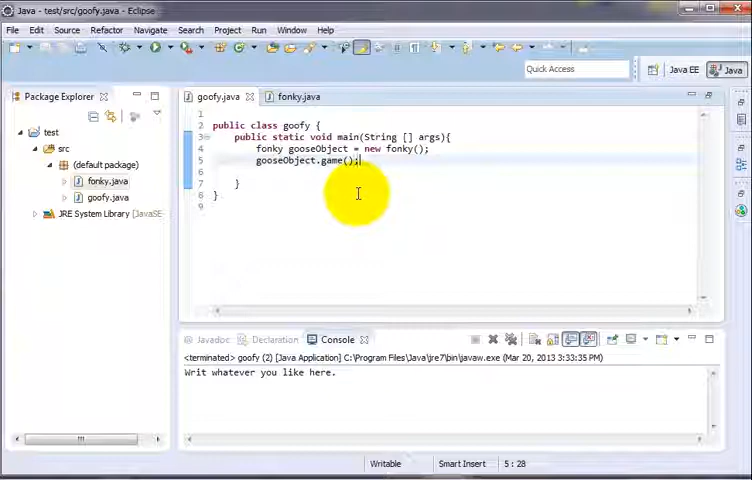 Java - test/src/goofy.java - Eclipse
File Edit Source Refactor Navigate Search Project Run Window Help
Quick Access Java EE Java
Package Explorer
goofy.java fonky.java
test
src
(default package)
fonky.java
goofy.java
JRE System Library [JavaSE-
1
2 public class goofy {
3 public static void main(String [] args){
4 fonky gooseObject = new fonky();
5 gooseObject.game();
6
7 }
8 }
9
Javadoc Declaration Console
<terminated> goofy (2) [Java Application] C:\Program Files\Java\jre7\bin\javaw.exe (Mar 20, 2013 3:33:35 PM)
Writ whatever you like here.
Writable Smart Insert 5 : 28